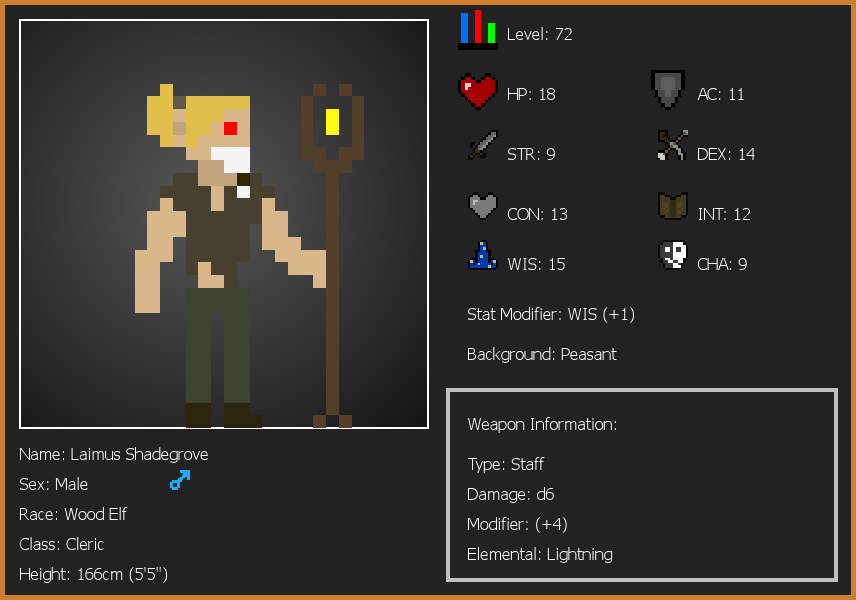 Level: 72
HP: 18
AC: 11
STR: 9
DEX: 14
CON: 13
INT: 12
WIS: 15
CHA: 9
Stat Modifier: WIS (+1)
Background: Peasant
Weapon Information:
Type: Staff
Damage: d6
Modifier: (+4)
Elemental: Lightning
Name: Laimus Shadegrove
Sex: Male
Race: Wood Elf
Class: Cleric
Height: 166cm (5'5")